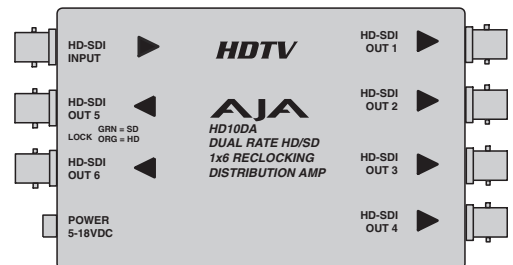 HD-SDI
INPUT
HDTV
HD-SDI
OUT 1
HD-SDI
OUT 5
AJA
HD-SDI
OUT 2
LOCK GRN = SD
ORG = HD
HD10DA
DUAL RATE HD/SD
1x6 RECLOCKING
DISTRIBUTION AMP
HD-SDI
OUT 6
HD-SDI
OUT 3
POWER
5-18VDC
HD-SDI
OUT 4